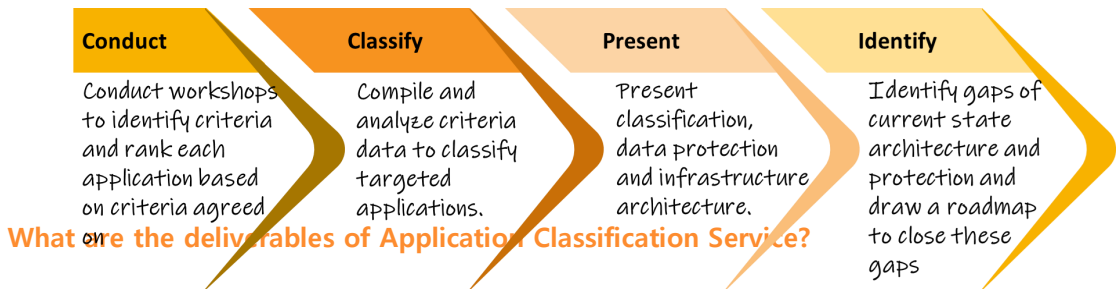 Conduct
Conduct workshops
to identify criteria
and rank each
application based
on criteria agreed
on
Classify
Compile and
analyze criteria
data to classify
targeted
applications.
Present
Present
classification,
data protection
and infrastructure
architecture.
Identify
Identify gaps of
current state
architecture and
protection and
draw a roadmap
to close these
gaps
What are the deliverables of Application Classification Service?